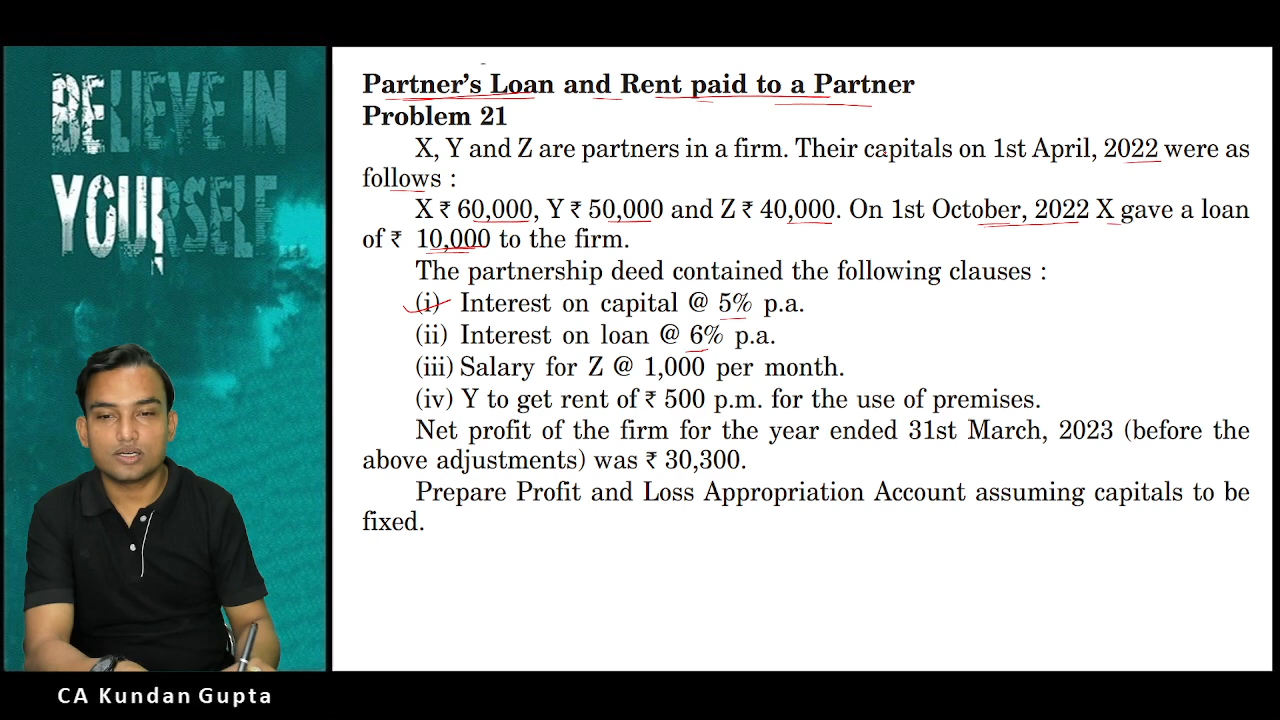 BELIEVE IN
YOURSELF
Partner's Loan and Rent paid to a Partner
Problem 21
X, Y and Z are partners in a firm. Their capitals on 1st April, 2022 were as
follows :
X ₹ 60,000, Y ₹ 50,000 and Z ₹ 40,000. On 1st October, 2022 X gave a loan
of ₹ 10,000 to the firm.
The partnership deed contained the following clauses :
(i) Interest on capital @ 5% p.a.
(ii) Interest on loan @ 6% p.a.
(iii) Salary for Z @ 1,000 per month.
(iv) Y to get rent of ₹ 500 p.m. for the use of premises.
Net profit of the firm for the year ended 31st March, 2023 (before the
above adjustments) was ₹ 30,300.
Prepare Profit and Loss Appropriation Account assuming capitals to be
fixed.
CA Kundan Gupta